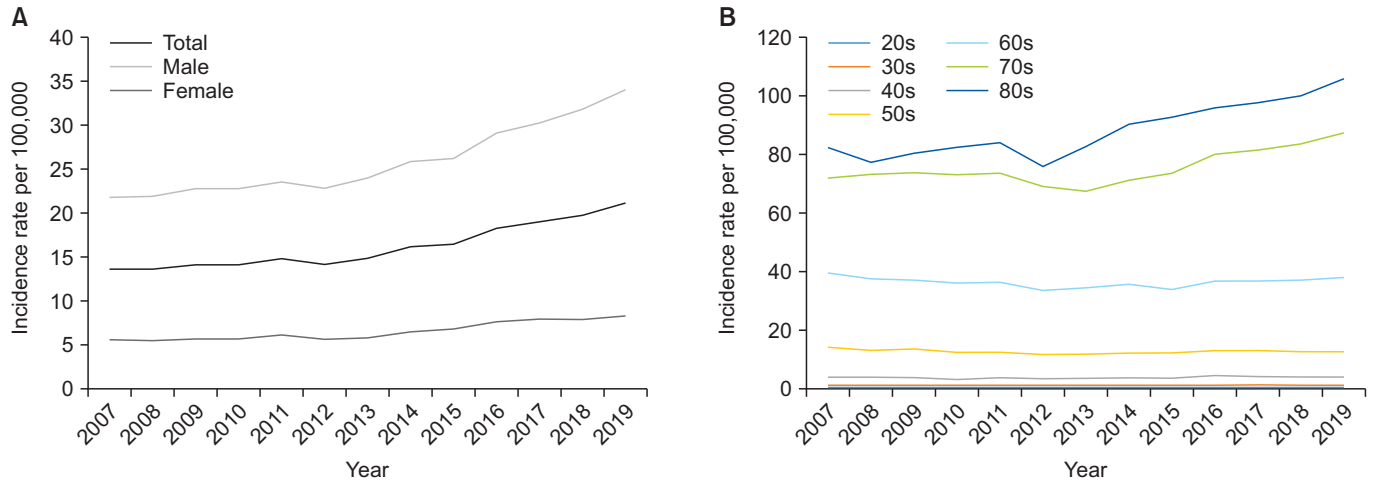 A
Incidence rate per 100,000
40
35
30
25
20
15
10
5
0
Total
Male
Female
2007
2008
2009
2010
2011
2012
2013
2014
2015
2016
2017
2018
2019
Year
B
Incidence rate per 100,000
120
100
80
60
40
20
0
20s
30s
40s
50s
60s
70s
80s
2007
2008
2009
2010
2011
2012
2013
2014
2015
2016
2017
2018
2019
Year